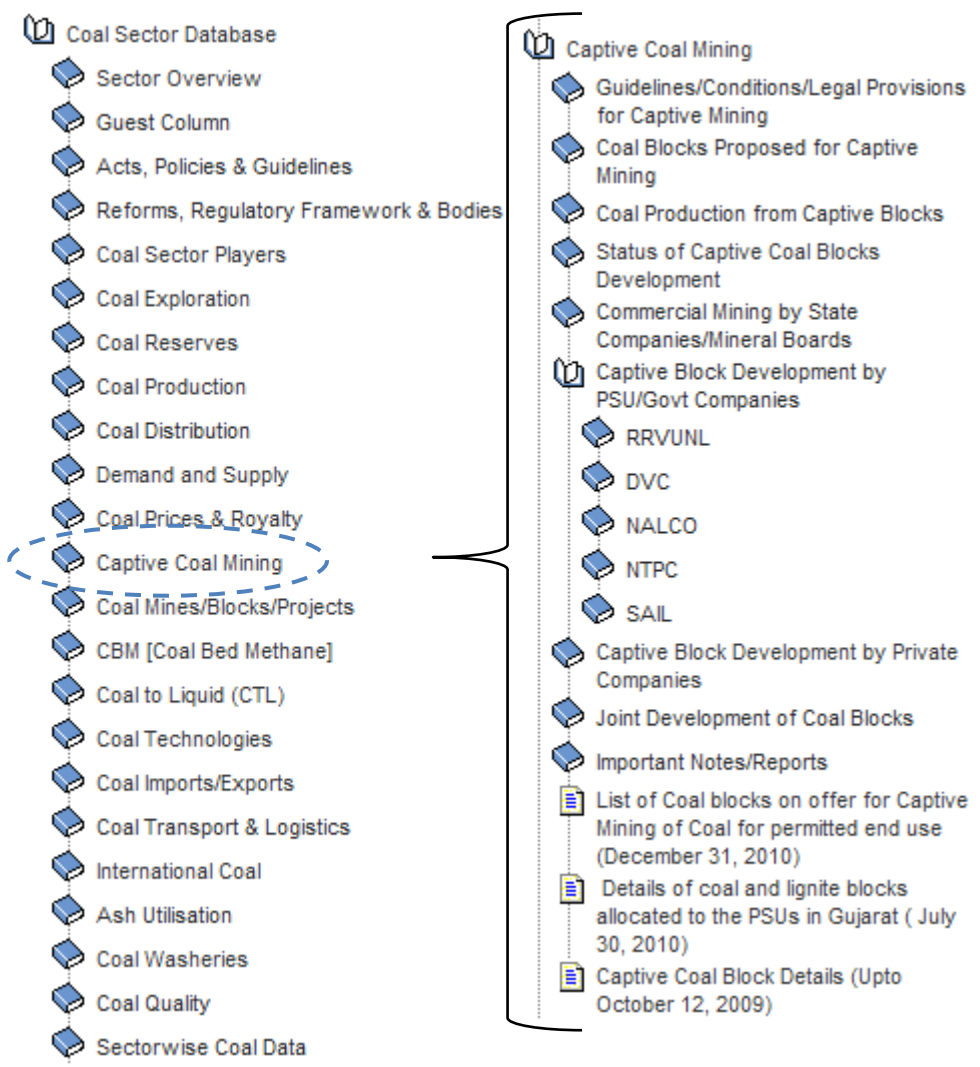 Coal Sector Database
Sector Overview
Guest Column
Acts, Policies & Guidelines
Reforms, Regulatory Framework & Bodies
Coal Sector Players
Coal Exploration
Coal Reserves
Coal Production
Coal Distribution
Demand and Supply
Coal Prices & Royalty
Captive Coal Mining
Coal Mines/Blocks/Projects
CBM [Coal Bed Methane]
Coal to Liquid (CTL)
Coal Technologies
Coal Imports/Exports
Coal Transport & Logistics
International Coal
Ash Utilisation
Coal Washeries
Coal Quality
Sectorwise Coal Data
Captive Coal Mining
Guidelines/Conditions/Legal Provisions
for Captive Mining
Coal Blocks Proposed for Captive
Mining
Coal Production from Captive Blocks
Status of Captive Coal Blocks
Development
Commercial Mining by State
Companies/Mineral Boards
Captive Block Development by
PSU/Govt Companies
RRVUNL
DVC
NALCO
NTPC
SAIL
Captive Block Development by Private
Companies
Joint Development of Coal Blocks
Important Notes/Reports
List of Coal blocks on offer for Captive
Mining of Coal for permitted end use
(December 31, 2010)
Details of coal and lignite blocks
allocated to the PSUs in Gujarat ( July
30, 2010)
Captive Coal Block Details (Upto
October 12, 2009)